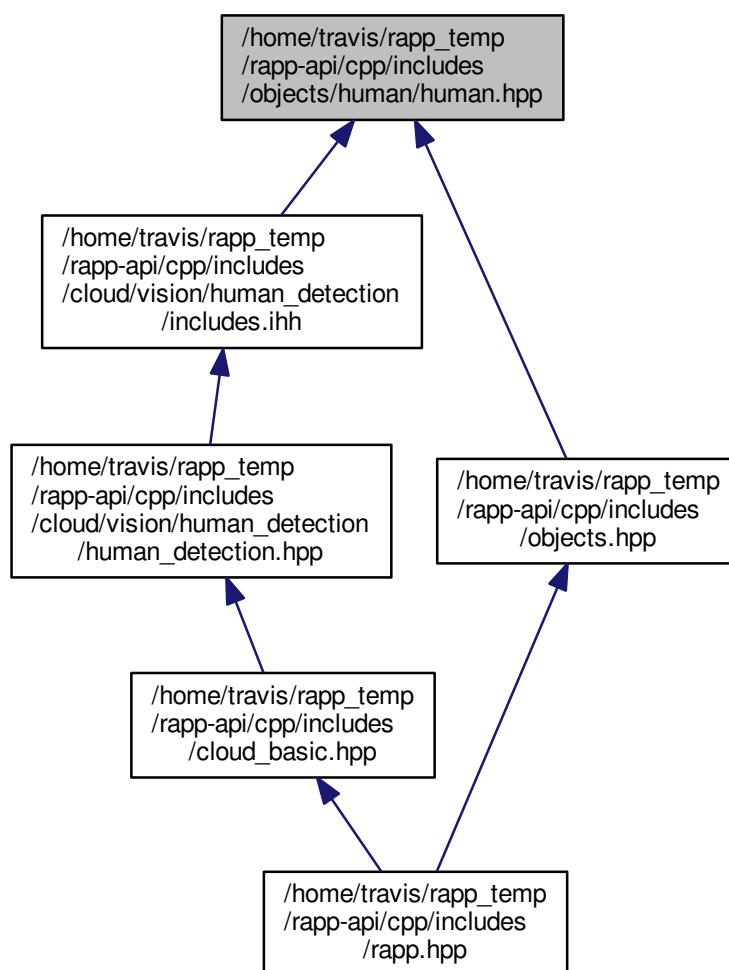 /home/travis/rapp_temp
/rapp-api/cpp/includes
/objects/human/human.hpp
/home/travis/rapp_temp
/rapp-api/cpp/includes
/cloud/vision/human_detection
/includes.ihh
/home/travis/rapp_temp
/rapp-api/cpp/includes
/cloud/vision/human_detection
/human_detection.hpp
/home/travis/rapp_temp
/rapp-api/cpp/includes
/objects.hpp
/home/travis/rapp_temp
/rapp-api/cpp/includes
/cloud_basic.hpp
/home/travis/rapp_temp
/rapp-api/cpp/includes
/rapp.hpp